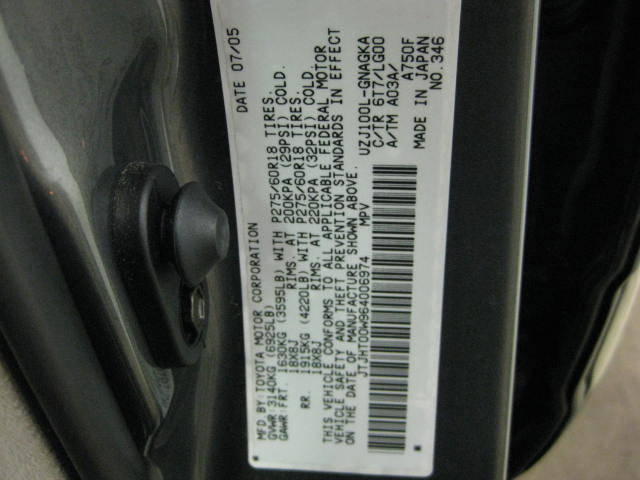 MFD. BY: TOYOTA MOTOR CORPORATION DATE 07/05
GVWR: 3140KG (6925LB)
GAWR: FRT. 1630KG (3595LB) WITH P275/60R18 TIRES.
18X8J RIMS. AT 200KPA (29PSI) COLD.
RR. 1915KG (4220LB) WITH P275/60R18 TIRES.
18X8J RIMS. AT 220KPA (32PSI) COLD.
THIS VEHICLE CONFORMS TO ALL APPLICABLE FEDERAL MOTOR
VEHICLE SAFETY AND THEFT PREVENTION STANDARDS IN EFFECT
ON THE DATE OF MANUFACTURE SHOWN ABOVE.
JTJHT00W964006974 MPV
UZJ100L-GNAGKA
C/TR 6T7/LG00
A/TM A03A/ A750F
MADE IN JAPAN
NO.346